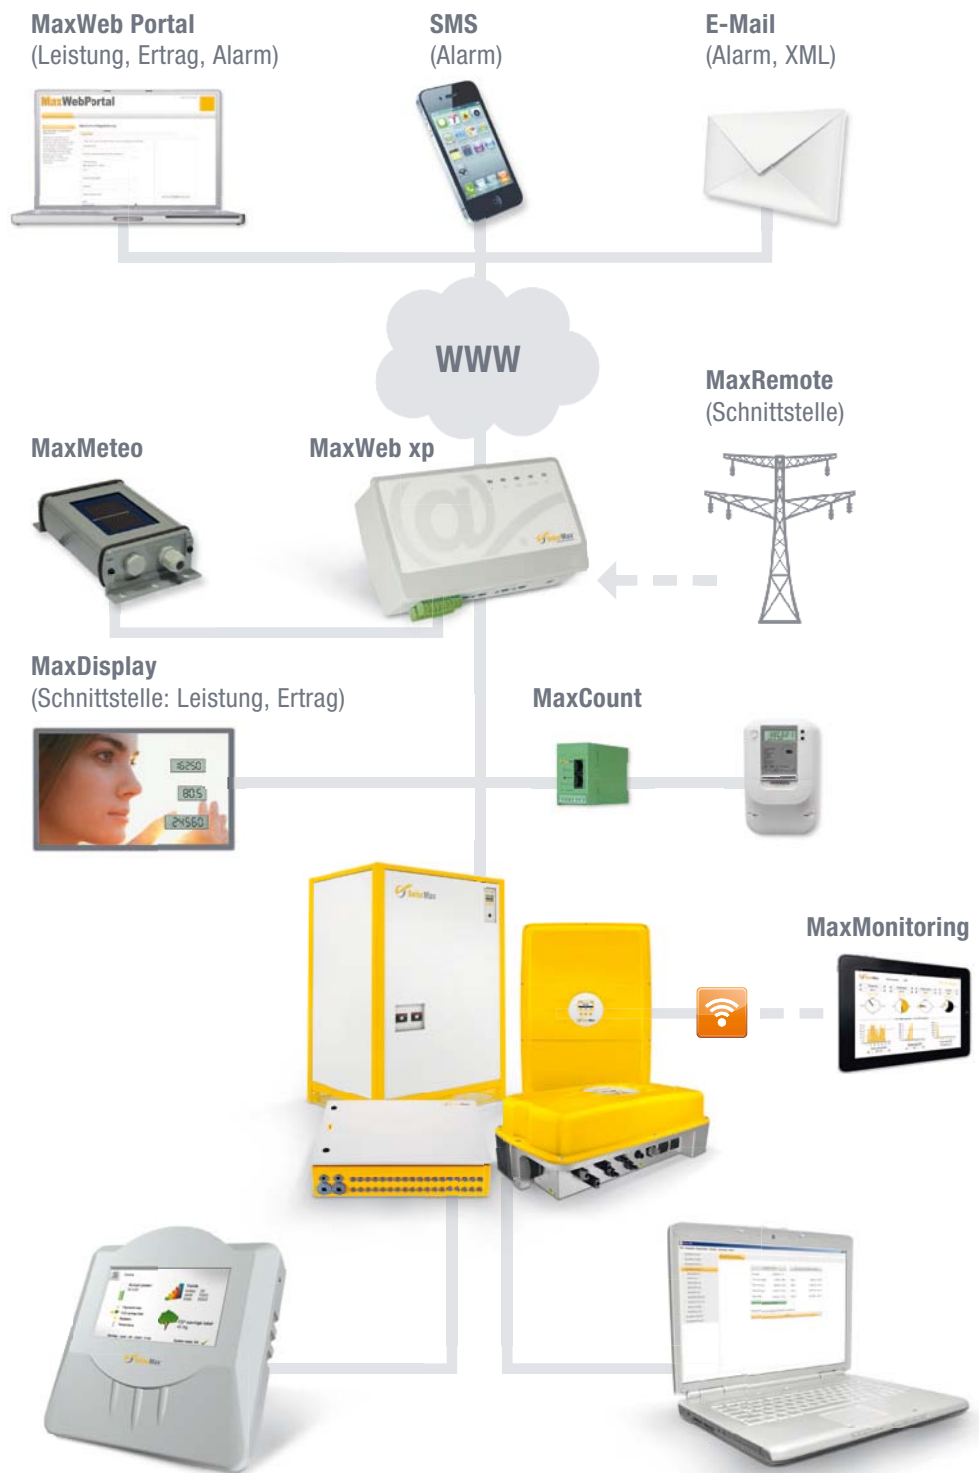 MaxWeb Portal
(Leistung, Ertrag, Alarm)
SMS
(Alarm)
E-Mail
(Alarm, XML)
MaxWebPortal
WWW
MaxRemote
(Schnittstelle)
MaxMeteo
MaxWeb xp
MaxDisplay
(Schnittstelle: Leistung, Ertrag)
MaxCount
16250
80.5
24560
MaxMonitoring